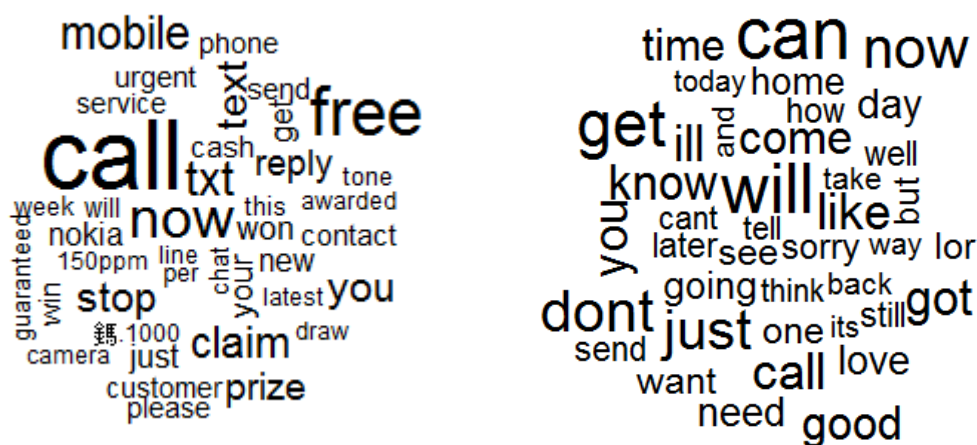 mobile
phone
urgent
text
send
service
get
free
call
cash
txt
reply
tone
awarded
week
will
now
this
won
contact
guaranteed
nokia
150ppm
line
per
chat
your
new
win
stop
latest
you
鎷.1000
claim
draw
camera
just
customer
prize
please
time
can
now
today
home
how
day
get
ill
and
come
well
know
will
take
but
you
cant
tell
like
later
see
sorry
way
lor
going
think
back
dont
just
one
its
still
got
send
call
love
want
need
good